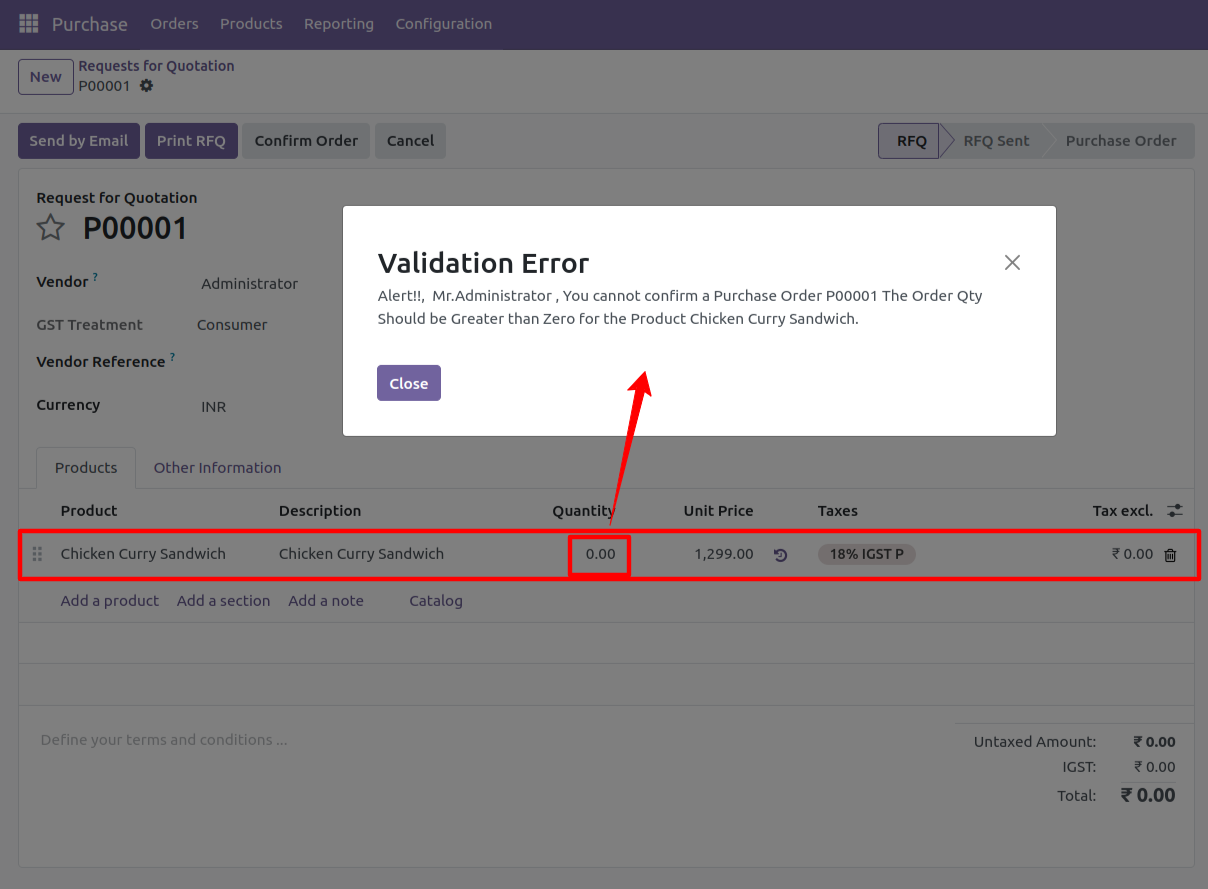 Purchase Orders Products Reporting Configuration
New
Requests for Quotation
P00001
Send by Email Print RFQ Confirm Order Cancel
RFQ RFQ Sent Purchase Order
Request for Quotation
P00001
Vendor ? Administrator
GST Treatment Consumer
Vendor Reference ?
Currency INR
Validation Error
Alert!!, Mr.Administrator , You cannot confirm a Purchase Order P00001 The Order Qty
Should be Greater than Zero for the Product Chicken Curry Sandwich.
Close
Products Other Information
Product Description Quantity Unit Price Taxes Tax excl.
Chicken Curry Sandwich Chicken Curry Sandwich 0.00 1,299.00 18% IGST P ₹ 0.00
Add a product Add a section Add a note Catalog
Define your terms and conditions ...
Untaxed Amount: ₹ 0.00
IGST: ₹ 0.00
Total: ₹ 0.00